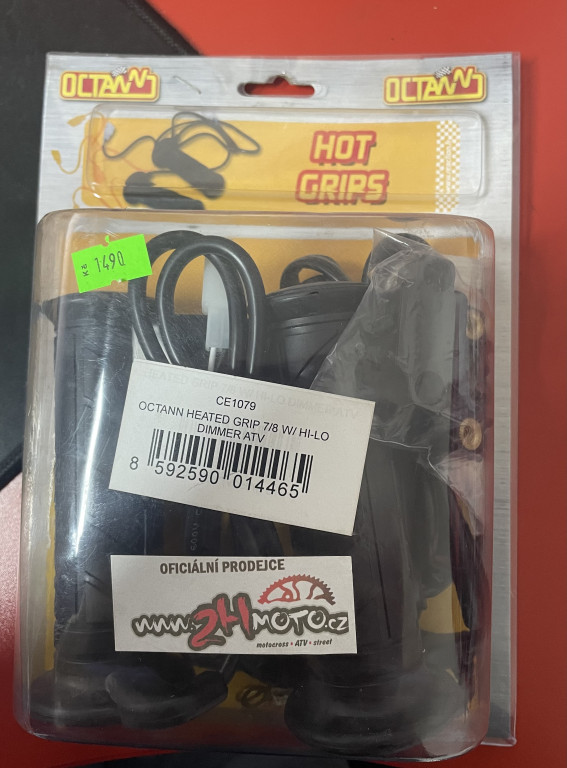 OCTANN
OCTANN
HOT
GRIPS
Kč 1490
CE1079
OCTANN HEATED GRIP 7/8 W/ HI-LO
DIMMER ATV
8 592590 014465
OFICIÁLNÍ PRODEJCE
www.2HMOTO.cz
motocross • ATV • street